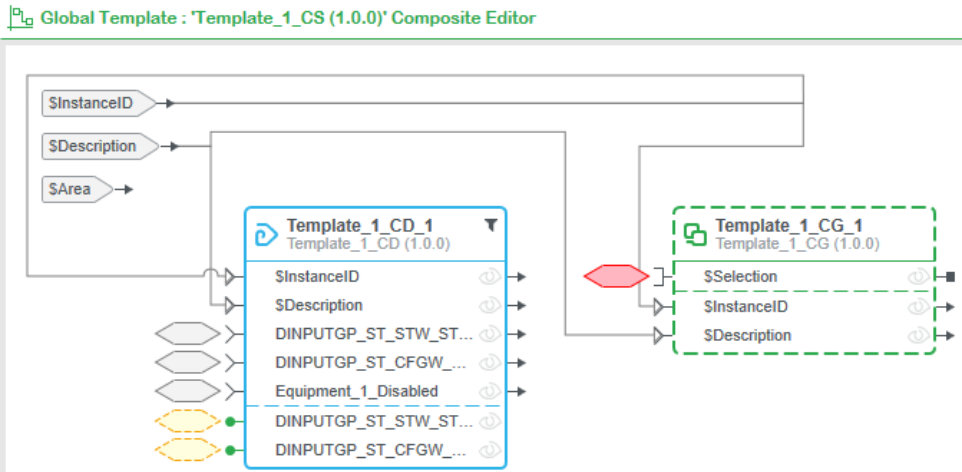 Global Template : 'Template_1_CS (1.0.0)' Composite Editor
$InstanceID
$Description
$Area
Template_1_CD_1
Template_1_CD (1.0.0)
$InstanceID
$Description
DINPUTGP_ST_STW_ST...
DINPUTGP_ST_CFGW_...
Equipment_1_Disabled
DINPUTGP_ST_STW_ST...
DINPUTGP_ST_CFGW_...
Template_1_CG_1
Template_1_CG (1.0.0)
$Selection
$InstanceID
$Description